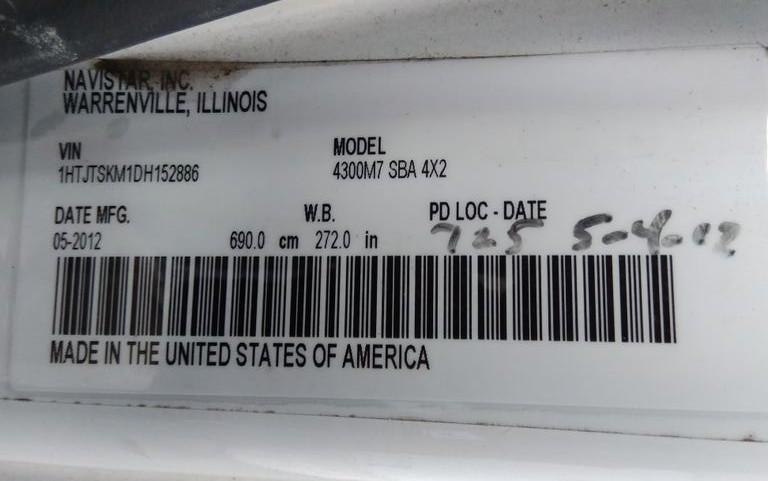 NAVISTAR, INC.
WARRENVILLE, ILLINOIS
VIN MODEL
1HTJTSKM1DH152886 4300M7 SBA 4X2
DATE MFG. W.B. PD LOC - DATE
05-2012 690.0 cm 272.0 in 725 5-4-12
MADE IN THE UNITED STATES OF AMERICA